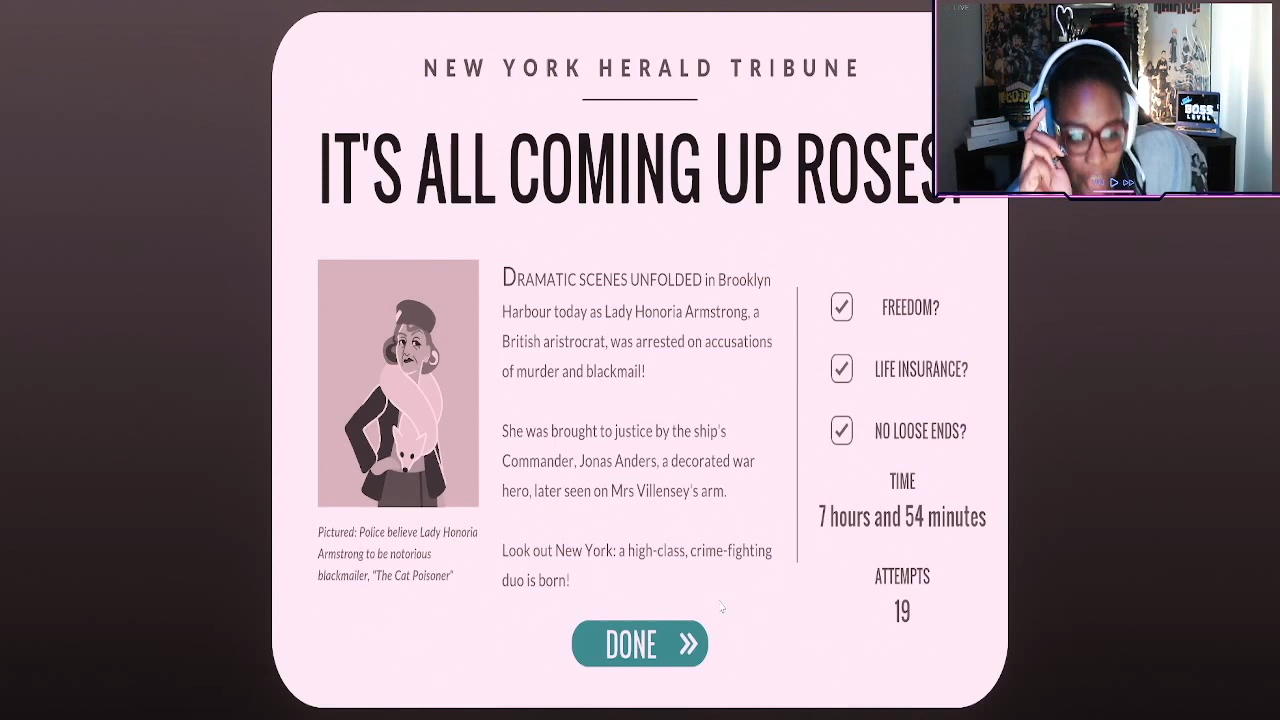 NEW YORK HERALD TRIBUNE
IT'S ALL COMING UP ROSES
DRAMATIC SCENES UNFOLDED in Brooklyn
Harbour today as Lady Honoria Armstrong, a
British aristrocrat, was arrested on accusations
of murder and blackmail!
She was brought to justice by the ship's
Commander, Jonas Anders, a decorated war
hero, later seen on Mrs Villensey's arm.
Look out New York: a high-class, crime-fighting
duo is born!
Pictured: Police believe Lady Honoria
Armstrong to be notorious
blackmailer, "The Cat Poisoner"
FREEDOM?
LIFE INSURANCE?
NO LOOSE ENDS?
TIME
7 hours and 54 minutes
ATTEMPTS
19
DONE
LIVE
BOSS
LEVEL